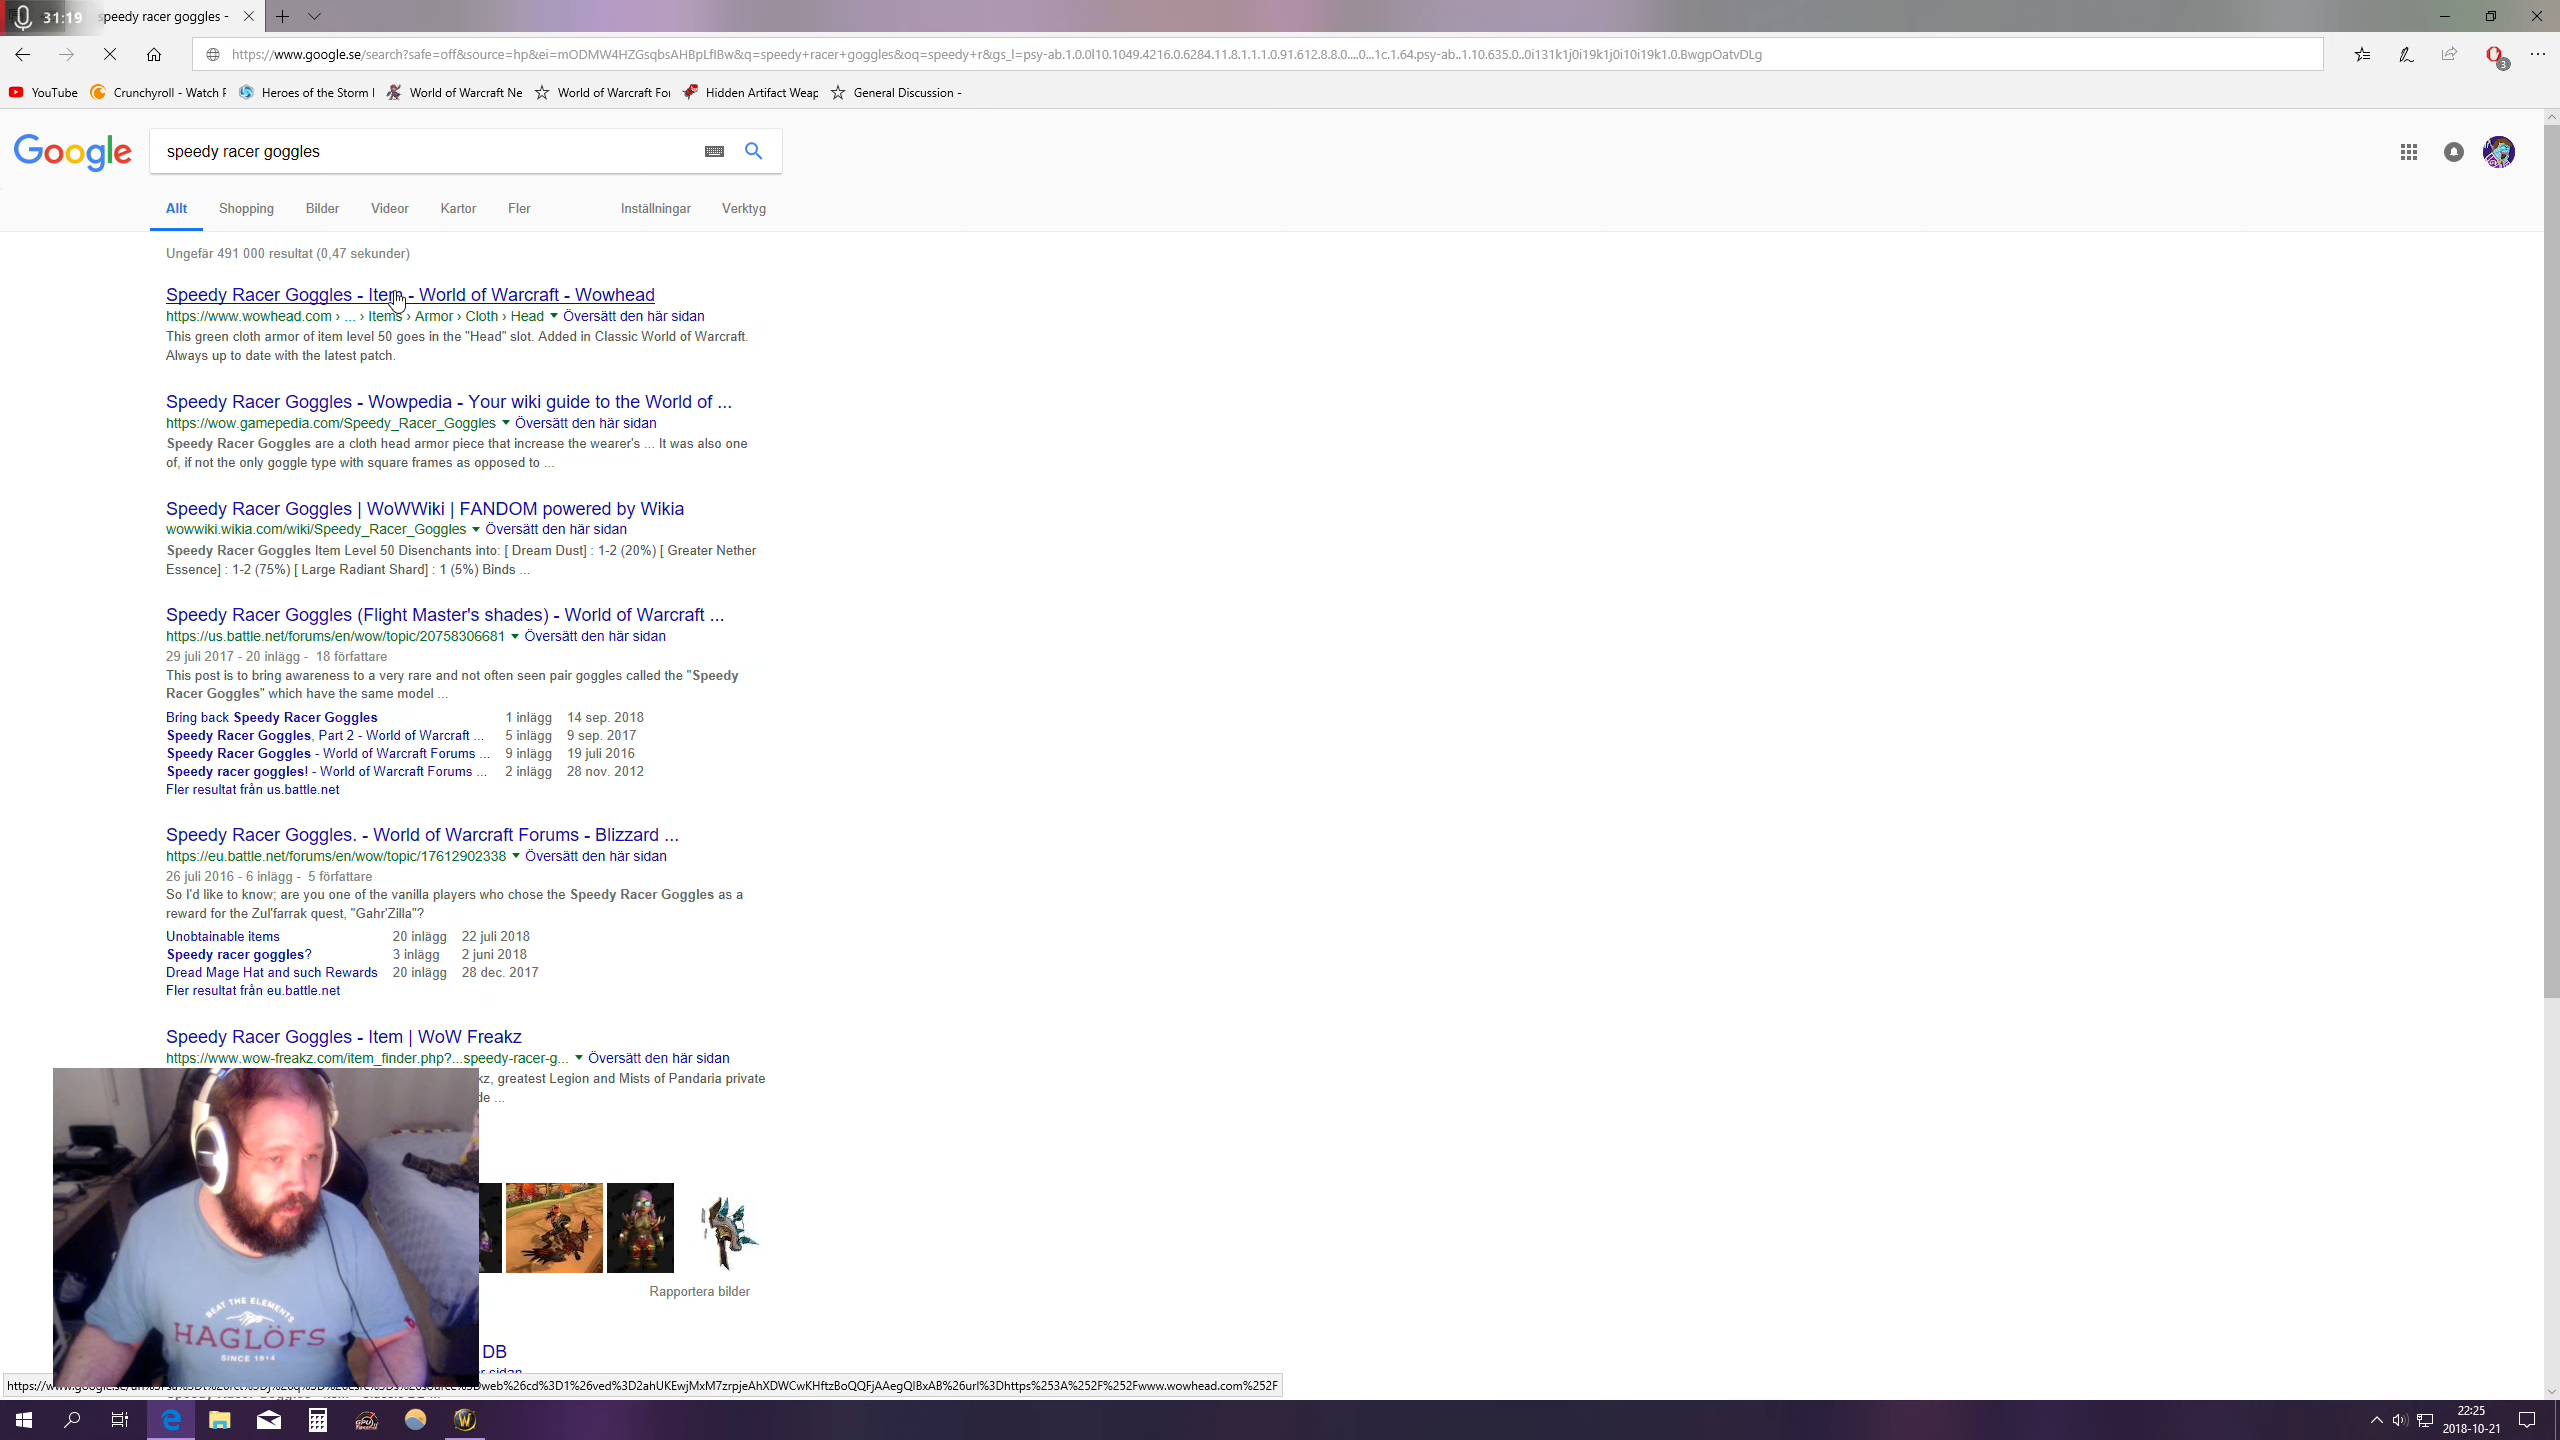 31:19
speedy racer goggles -
https://www.google.se/search?safe=off&source=hp&ei=mODMW4HZGsqbsAHBpLfIBw&q=speedy+racer+goggles&oq=speedy+r&gs_l=psy-ab.1.0.0l10.1049.4216.0.6284.11.8.1.1.1.0.91.612.8.8.0....0...1c.1.64.psy-ab..1.10.635.0..0i131k1j0i19k1j0i10i19k1.0.BwgpOatvDLg
3
YouTube
Crunchyroll - Watch F
Heroes of the Storm I
World of Warcraft Ne
World of Warcraft For
Hidden Artifact Weap
General Discussion -
Google
speedy racer goggles
Allt
Shopping
Bilder
Videor
Kartor
Fler
Inställningar
Verktyg
Ungefär 491 000 resultat (0,47 sekunder)
Speedy Racer Goggles - Item - World of Warcraft - Wowhead
https://www.wowhead.com › ... › Items › Armor › Cloth › Head ▼ Översätt den här sidan
This green cloth armor of item level 50 goes in the "Head" slot. Added in Classic World of Warcraft.
Always up to date with the latest patch.
Speedy Racer Goggles - Wowpedia - Your wiki guide to the World of ...
https://wow.gamepedia.com/Speedy_Racer_Goggles ▼ Översätt den här sidan
Speedy Racer Goggles are a cloth head armor piece that increase the wearer's ... It was also one
of, if not the only goggle type with square frames as opposed to ...
Speedy Racer Goggles | WoWWiki | FANDOM powered by Wikia
wowwiki.wikia.com/wiki/Speedy_Racer_Goggles ▼ Översätt den här sidan
Speedy Racer Goggles Item Level 50 Disenchants into: [ Dream Dust] : 1-2 (20%) [ Greater Nether
Essence] : 1-2 (75%) [ Large Radiant Shard] : 1 (5%) Binds ...
Speedy Racer Goggles (Flight Master's shades) - World of Warcraft ...
https://us.battle.net/forums/en/wow/topic/20758306681 ▼ Översätt den här sidan
29 juli 2017 - 20 inlägg - 18 författare
This post is to bring awareness to a very rare and not often seen pair goggles called the "Speedy
Racer Goggles" which have the same model ...
Bring back Speedy Racer Goggles 1 inlägg 14 sep. 2018
Speedy Racer Goggles, Part 2 - World of Warcraft ... 5 inlägg 9 sep. 2017
Speedy Racer Goggles - World of Warcraft Forums ... 9 inlägg 19 juli 2016
Speedy racer goggles! - World of Warcraft Forums ... 2 inlägg 28 nov. 2012
Fler resultat från us.battle.net
Speedy Racer Goggles. - World of Warcraft Forums - Blizzard ...
https://eu.battle.net/forums/en/wow/topic/17612902338 ▼ Översätt den här sidan
26 juli 2016 - 6 inlägg - 5 författare
So I'd like to know; are you one of the vanilla players who chose the Speedy Racer Goggles as a
reward for the Zul'farrak quest, "Gahr'Zilla"?
Unobtainable items 20 inlägg 22 juli 2018
Speedy racer goggles? 3 inlägg 2 juni 2018
Dread Mage Hat and such Rewards 20 inlägg 28 dec. 2017
Fler resultat från eu.battle.net
Speedy Racer Goggles - Item | WoW Freakz
https://www.wow-freakz.com/item_finder.php?...speedy-racer-g... ▼ Översätt den här sidan
kz, greatest Legion and Mists of Pandaria private
de ...
Rapportera bilder
BEAT THE ELEMENTS
HAGLÖFS
SINCE 1914
DB
sidan
web%26cd%3D1%26ved%3D2ahUKEwjMxM7zrpjeAhXDWCwKHftzBoQQFjAAegQIBxAB%26url%3Dhttps%253A%252F%252Fwww.wowhead.com%252F
22:25
2018-10-21